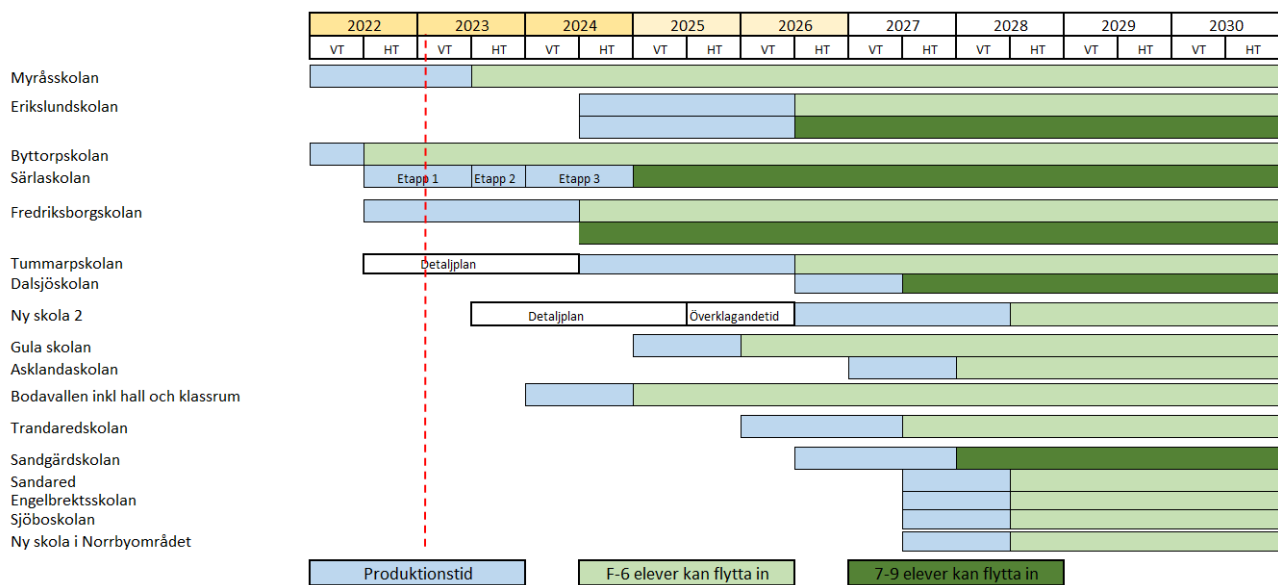 2022 2023 2024 2025 2026 2027 2028 2029 2030
VT HT VT HT VT HT VT HT VT HT VT HT VT HT VT HT VT HT
Myråsskolan
Erikslundskolan
Byttorpskolan
Särlaskolan Etapp 1 Etapp 2 Etapp 3
Fredriksborgskolan
Tummarpskolan Detaljplan
Dalsjöskolan
Ny skola 2 Detaljplan Överklagandetid
Gula skolan
Asklandaskolan
Bodavallen inkl hall och klassrum
Trandaredskolan
Sandgärdskolan
Sandared
Engelbrektsskolan
Sjöboskolan
Ny skola i Norrbyområdet
Produktionstid F-6 elever kan flytta in 7-9 elever kan flytta in